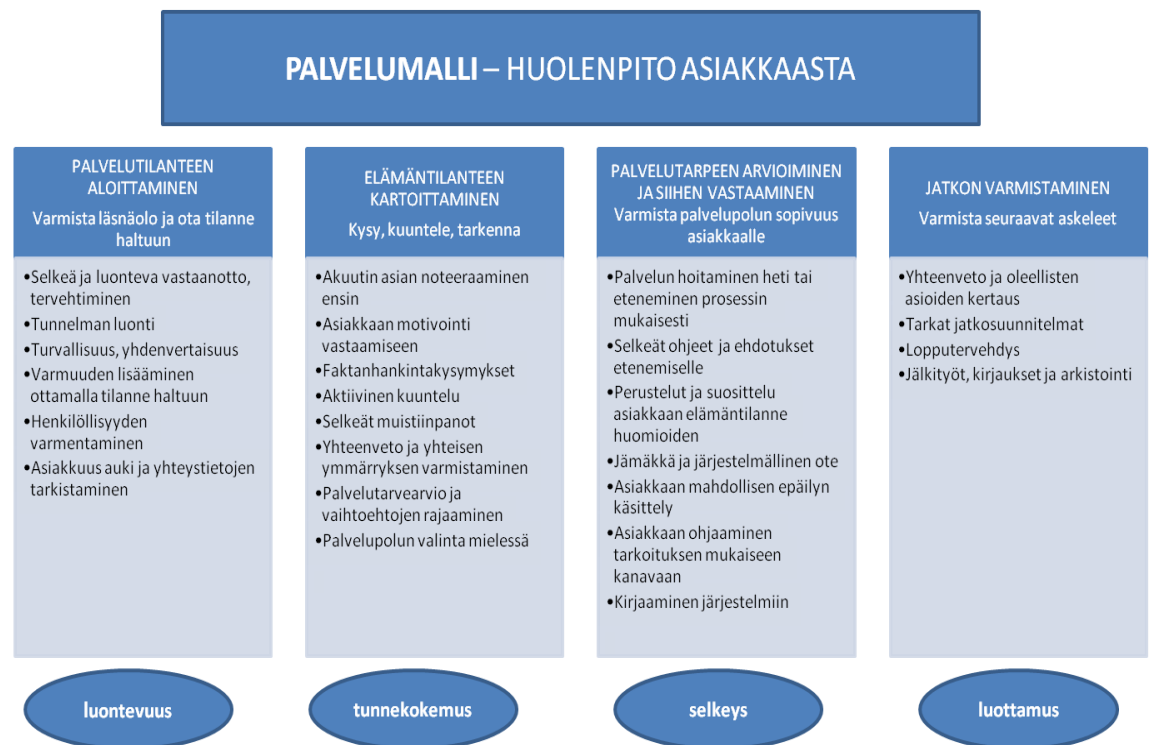 PALVELUMALLI – HUOLENPITO ASIAKKAASTA
PALVELUTILANTEEN
ALOITTAMINEN
Varmista läsnäolo ja ota tilanne
haltuun
•Selkeä ja luonteva vastaanotto,
tervehtiminen
•Tunnelman luonti
•Turvallisuus, yhdenvertaisuus
•Varmuuden lisääminen
ottamalla tilanne haltuun
•Henkilöllisyyden
varmentaminen
•Asiakkuus auki ja yhteystietojen
tarkistaminen
luontevuus
ELÄMÄNTILANTEEN
KARTOITTAMINEN
Kysy, kuuntele, tarkenna
•Akuutin asian noteeraaminen
ensin
•Asiakkaan motivointi
vastaamiseen
•Faktanhankintakysymykset
•Aktiivinen kuuntelu
•Selkeät muistiinpanot
•Yhteenveto ja yhteisen
ymmärryksen varmistaminen
•Palvelutarvearvio ja
vaihtoehtojen rajaaminen
•Palvelupolun valinta mielessä
tunnekokemus
PALVELUTARPEEN ARVIOIMINEN
JA SIIHEN VASTAAMINEN
Varmista palvelupolun sopivuus
asiakkaalle
•Palvelun hoitaminen heti tai
eteneminen prosessin
mukaisesti
•Selkeät ohjeet ja ehdotukset
etenemiselle
•Perustelut ja suosittelu
asiakkaan elämäntilanne
huomioiden
•Jämäkkä ja järjestelmällinen ote
•Asiakkaan mahdollisen epäilyn
käsittely
•Asiakkaan ohjaaminen
tarkoituksen mukaiseen
kanavaan
•Kirjaaminen järjestelmiin
selkeys
JATKON VARMISTAMINEN
Varmista seuraavat askeleet
•Yhteenveto ja oleellisten
asioiden kertaus
•Tarkat jatkosuunnitelmat
•Lopputervehdys
•Jälkityöt, kirjaukset ja arkistointi
luottamus